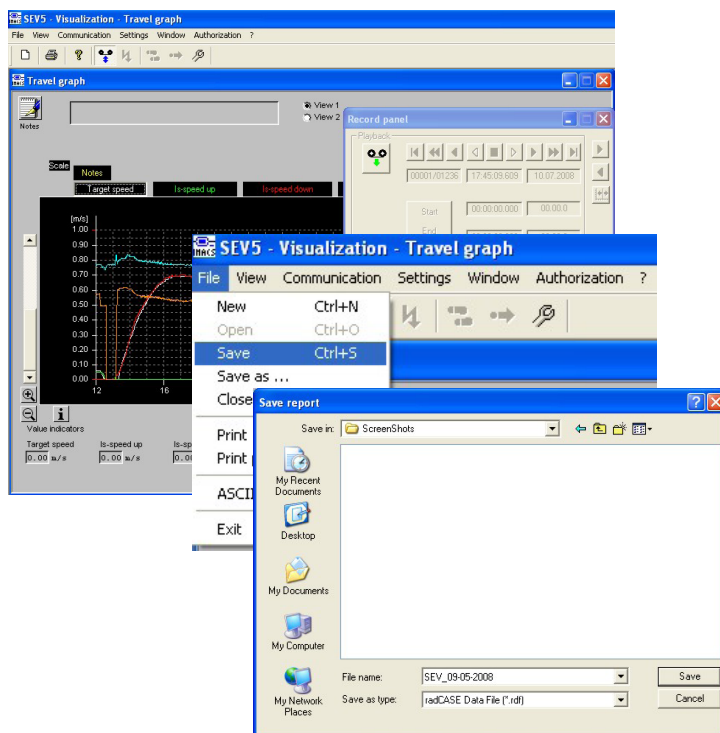 SEV5 - Visualization - Travel graph
File View Communication Settings Window Authorization ?
Travel graph
Notes
View 1
View 2
Record panel
Playback
00001/01236 17:45:09.609 10.07.2008
Start 00:00:00.000 00.00.0
End
Scale
Notes
Target speed Is-speed up Is-speed down
[m/s]
1.00
0.90
0.80
0.70
0.60
0.50
0.40
0.30
0.20
0.10
0.00
12 16
Value indicators
Target speed Is-speed up Is-sp
0.00 m/s 0.00 m/s 0.0
IMACS SEV5 - Visualization - Travel graph
File View Communication Settings Window Authorization ?
New Ctrl+N
Open Ctrl+O
Save Ctrl+S
Save as ...
Close
Print
Print
ASCII
Exit
Save report
Save in: ScreenShots
My Recent
Documents
Desktop
My Documents
My Computer
My Network
Places
File name: SEV_09-05-2008 Save
Save as type: radCASE Data File (*.rdf) Cancel